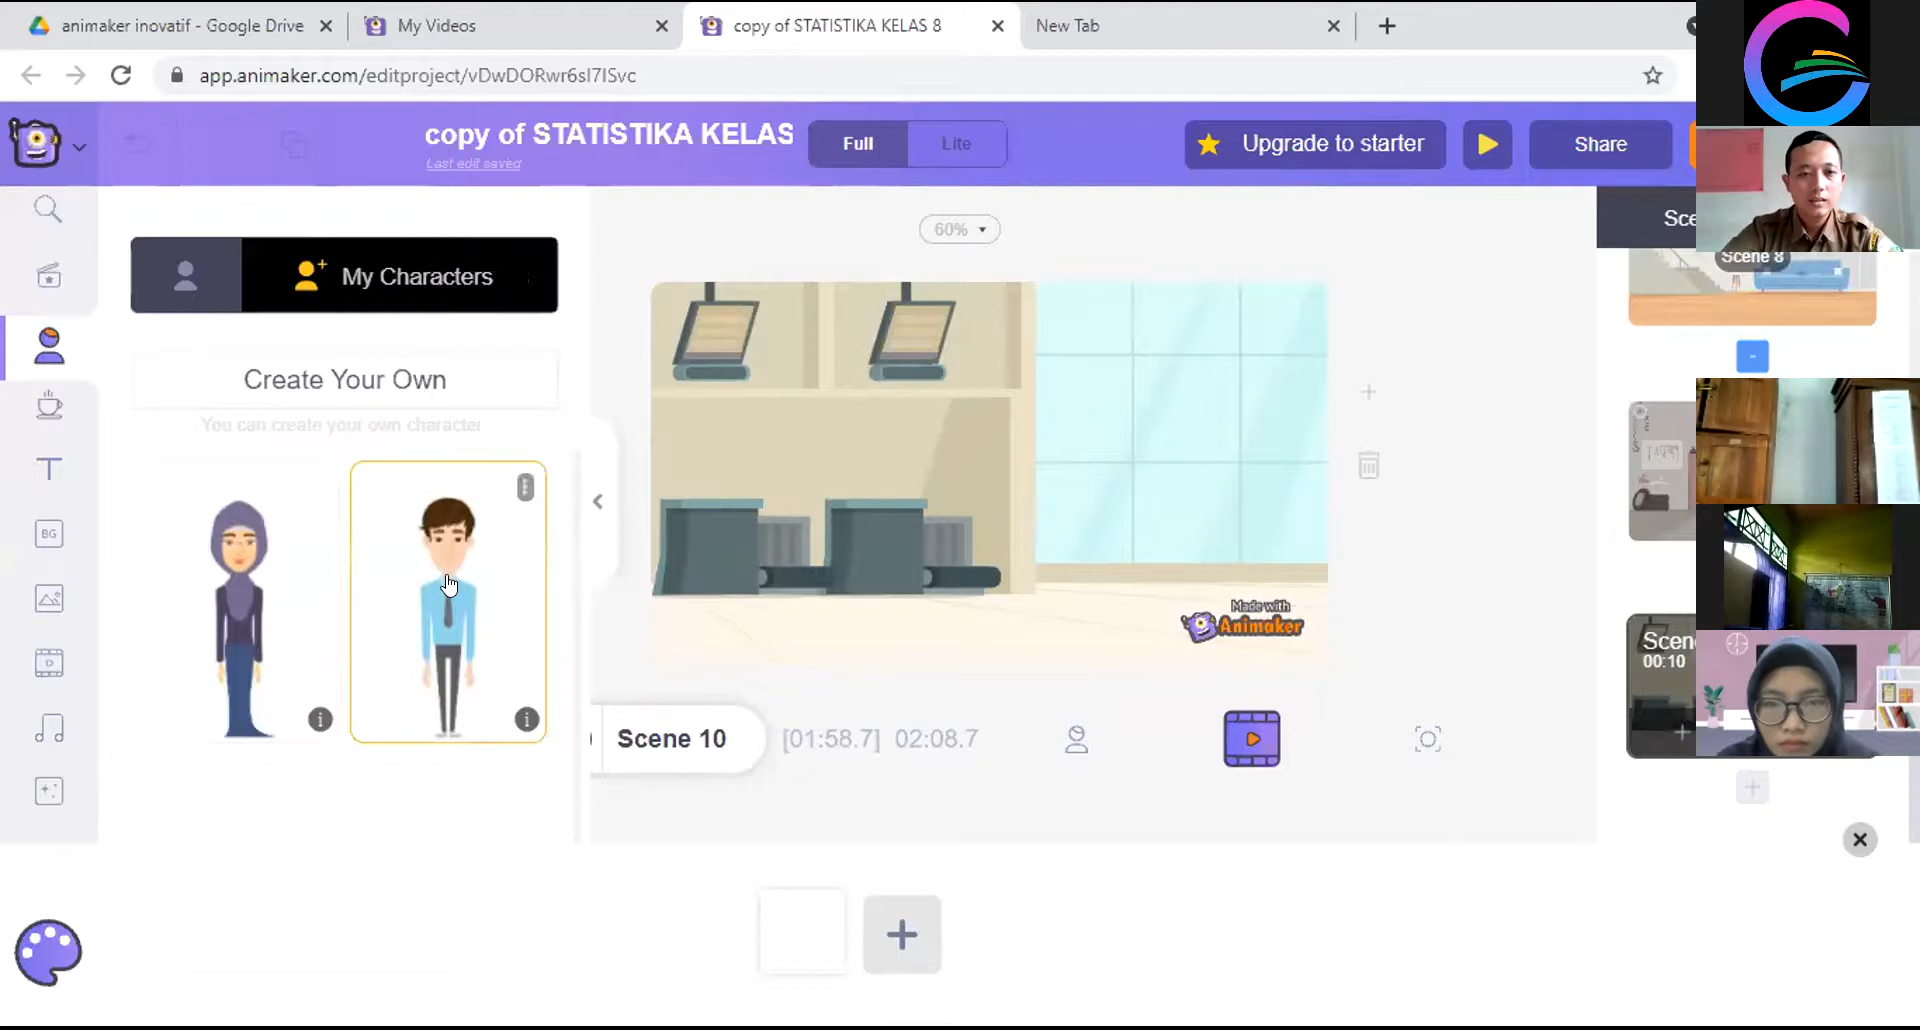 animaker inovatif - Google Drive
My Videos
copy of STATISTIKA KELAS 8
New Tab
app.animaker.com/editproject/vDwDORwr6sI7ISvc
copy of STATISTIKA KELAS
Last edit saved
Full
Lite
Upgrade to starter
Share
60%
Sce
Scene 8
My Characters
Create Your Own
You can create your own character
T
BG
Made with
Animaker
Scene
00:10
Scene 10
[01:58.7] 02:08.7